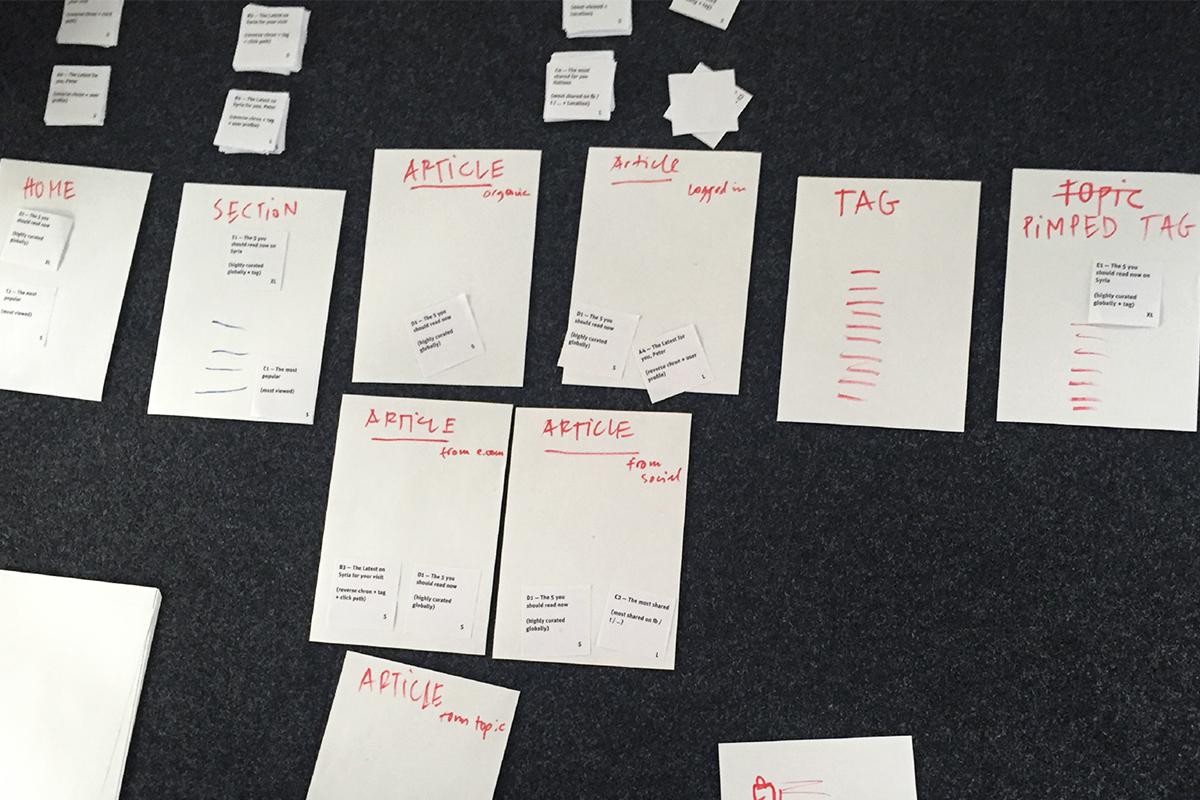 (reverse chron + click
path)
S
A4 — The Latest for
you, Peter
(reverse chron + user
profile)
B3 — The Latest on
Syria for your visit
(reverse chron + tag
+ click path)
S
Syria for you, Peter
(reverse chron + tag
+ user profile)
(most viewed +
Location)
S
The most
shared for you
(most shared on fb /
t / ... + Location)
L
HOME
The 5 you
should read now
(highly curated
globally)
XL
The most
popular
(most viewed)
S
SECTiON
E1 — The 5 you
should read now on
Syria
(highly curated
globally + tag)
XL
C1 — The most
popular
(most viewed)
S
ARTiCLE
organic
D1 — The 5 you
should read now
(highly curated
globally)
S
Article
Logged in
D1 — The 5 you
should read now
(highly curated
globally)
S
A4 — The Latest for
you, Peter
(reverse chron + user
profile)
L
TAG
TOPiC
PiMPED TAG
E1 — The 5 you
should read now on
Syria
(highly curated
globally + tag)
XL
ARTiCLE
from e.com
B3 — The Latest on
Syria for your visit
(reverse chron + tag
+ click path)
S
D1 — The 5 you
should read now
(highly curated
globally)
S
ARTiCLE
from
social
D1 — The 5 you
should read now
(highly curated
globally)
S
C2 — The most shared
(most shared on fb /
t / ...)
L
ARTiCLE
from topic